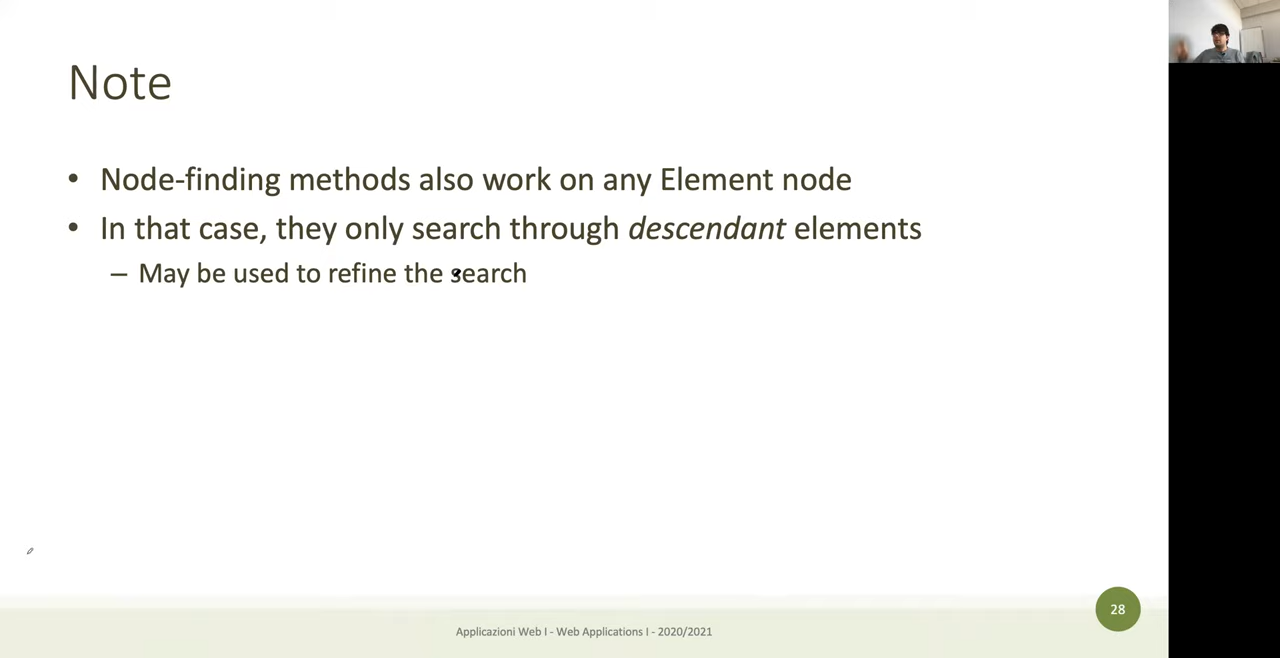 Note
• Node-finding methods also work on any Element node
• In that case, they only search through descendant elements
– May be used to refine the search
28
Applicazioni Web I - Web Applications I - 2020/2021